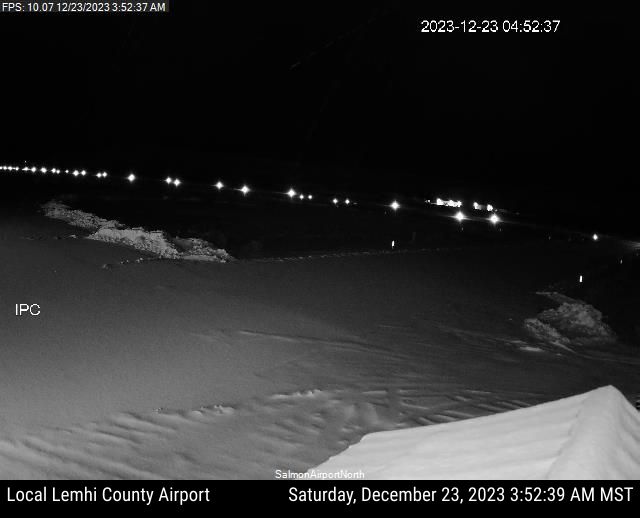 FPS: 10.07 12/23/2023 3:52:37 AM
2023-12-23 04:52:37
IPC
SalmonAirportNorth
Local Lemhi County Airport
Saturday, December 23, 2023 3:52:39 AM MST